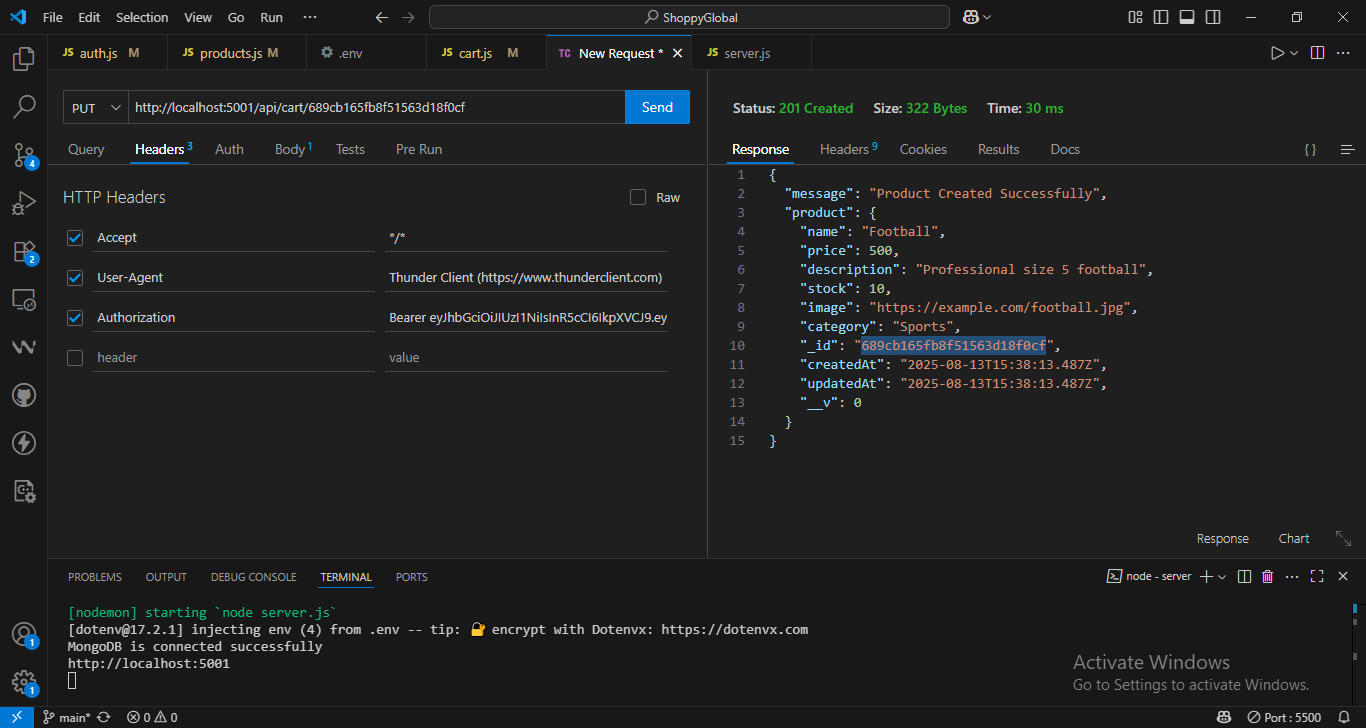 File Edit Selection View Go Run ··· ShoppyGlobal
JS auth.js M JS products.js M .env JS cart.js M TC New Request * JS server.js
PUT http://localhost:5001/api/cart/689cb165fb8f51563d18f0cf Send
Query Headers 3 Auth Body 1 Tests Pre Run
HTTP Headers Raw
Accept */*
User-Agent Thunder Client (https://www.thunderclient.com)
Authorization Bearer eyJhbGciOiJIUzI1NiIsInR5cCI6IkpXVCJ9.ey
header value
Status: 201 Created Size: 322 Bytes Time: 30 ms
Response Headers 9 Cookies Results Docs { }
1 {
2 "message": "Product Created Successfully",
3 "product": {
4 "name": "Football",
5 "price": 500,
6 "description": "Professional size 5 football",
7 "stock": 10,
8 "image": "https://example.com/football.jpg",
9 "category": "Sports",
10 "_id": "689cb165fb8f51563d18f0cf",
11 "createdAt": "2025-08-13T15:38:13.487Z",
12 "updatedAt": "2025-08-13T15:38:13.487Z",
13 "__v": 0
14 }
15 }
Response Chart
4
2
1
1
PROBLEMS OUTPUT DEBUG CONSOLE TERMINAL PORTS node - server
[nodemon] starting `node server.js`
[dotenv@17.2.1] injecting env (4) from .env -- tip: 🔐 encrypt with Dotenvx: https://dotenvx.com
MongoDB is connected successfully
http://localhost:5001
Activate Windows
Go to Settings to activate Windows.
main* 0 0 Port : 5500